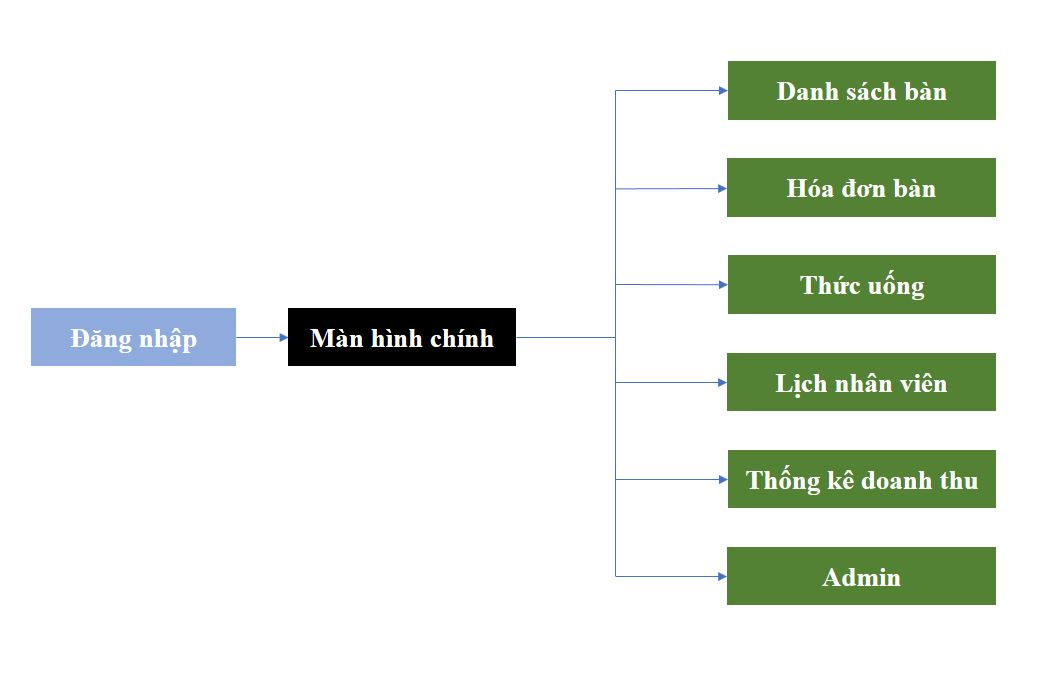 Đăng nhập
Màn hình chính
Danh sách bàn
Hóa đơn bàn
Thức uống
Lịch nhân viên
Thống kê doanh thu
Admin